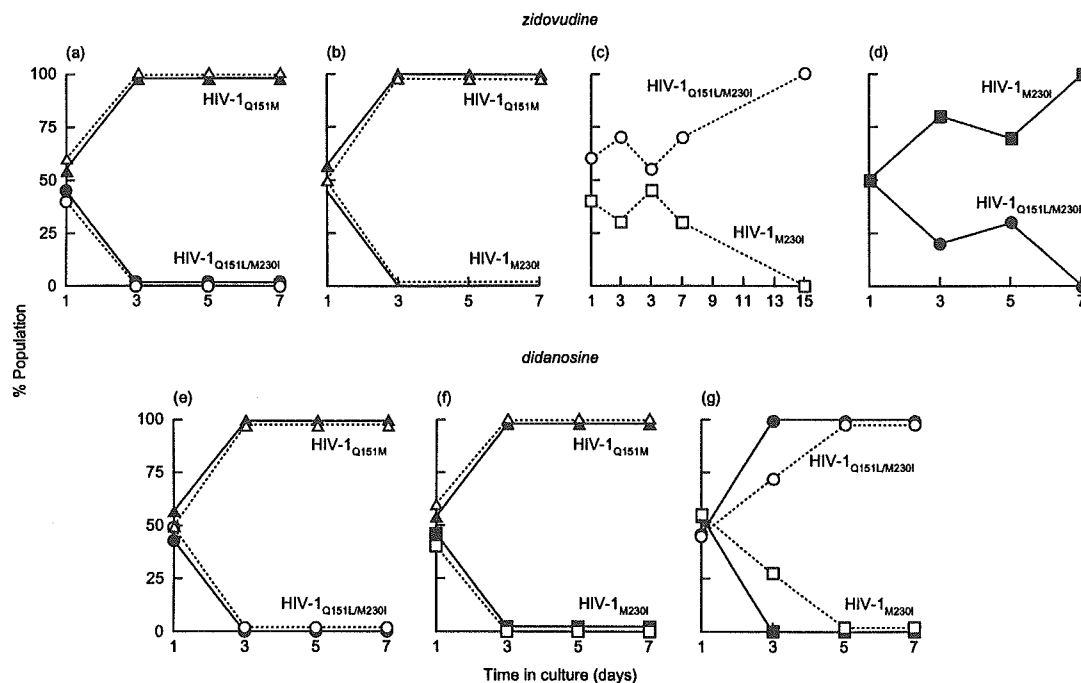 zidovudine
(a) (b) (c) (d)
100
75
50
25
0
HIV-1Q151M
HIV-1Q151L/M230I
1 3 5 7
HIV-1Q151M
HIV-1M230I
1 3 5 7
HIV-1Q151L/M230I
HIV-1M230I
1 3 3 7 9 11 13 15
HIV-1M230I
HIV-1Q151L/M230I
1 3 5 7
% Population
didanosine
(e) (f) (g)
100
75
50
25
0
HIV-1Q151M
HIV-1Q151L/M230I
1 3 5 7
HIV-1Q151M
HIV-1M230I
1 3 5 7
HIV-1Q151L/M230I
HIV-1M230I
1 3 5 7
Time in culture (days)